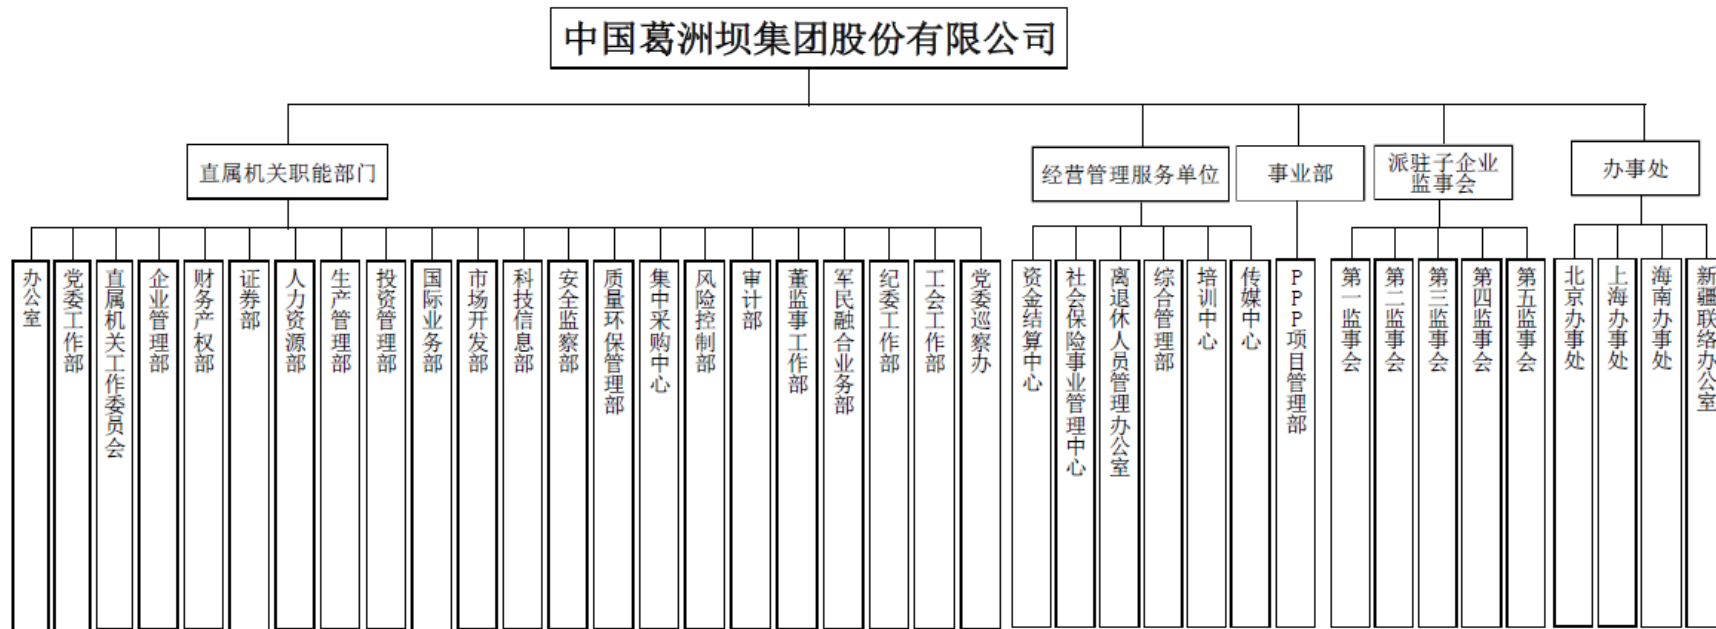 中国葛洲坝集团股份有限公司
直属机关职能部门
经营管理服务单位
事业部
派驻子企业
监事会
办事处
办公室
党委工作部
直属机关工作委员会
企业管理部
财务产权部
证券部
人力资源部
生产管理部
投资管理部
国际业务部
市场开发部
科技信息部
安全监察部
质量环保管理部
集中采购中心
风险控制部
审计部
董监事工作部
军民融合业务部
纪委工作部
工会工作部
党委巡察办
资金结算中心
社会保险事业管理中心
离退休人员管理办公室
综合管理部
培训中心
传媒中心
PPP项目管理部
第一监事会
第二监事会
第三监事会
第四监事会
第五监事会
北京办事处
上海办事处
海南办事处
新疆联络办公室